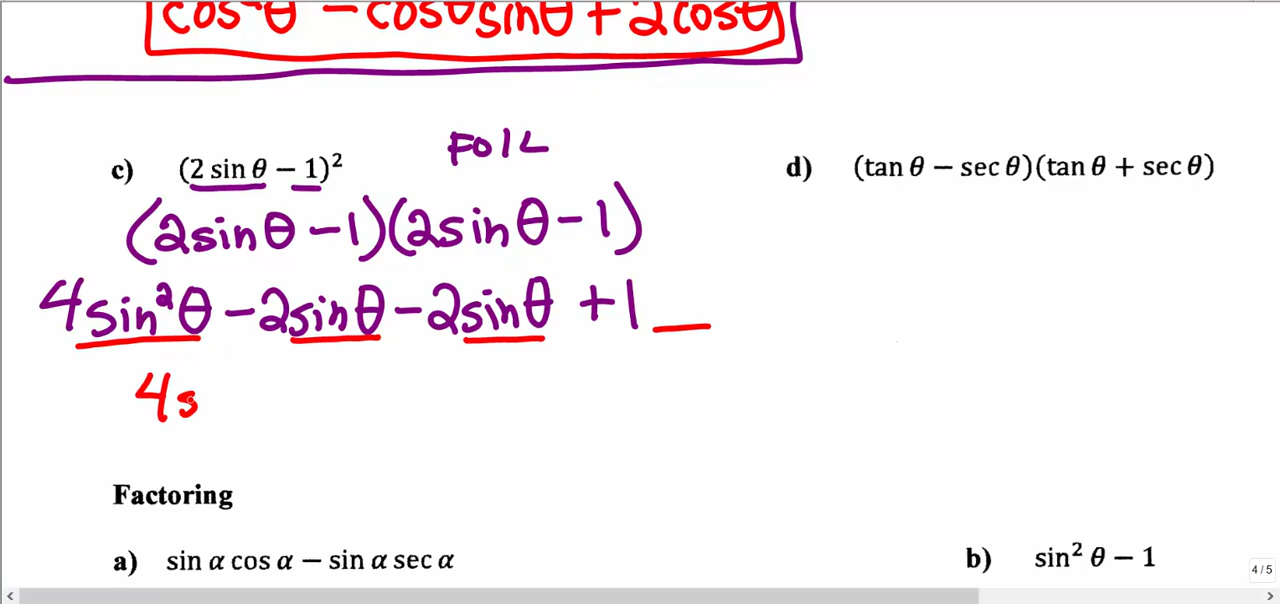 cos²θ − cosθsinθ + 2cosθ
FOIL
c) (2 sin θ − 1)² d) (tan θ − sec θ)(tan θ + sec θ)
(2sinθ − 1)(2sinθ − 1)
4sin²θ − 2sinθ − 2sinθ + 1
4s
Factoring
a) sin α cos α − sin α sec α b) sin² θ − 1
4 / 5